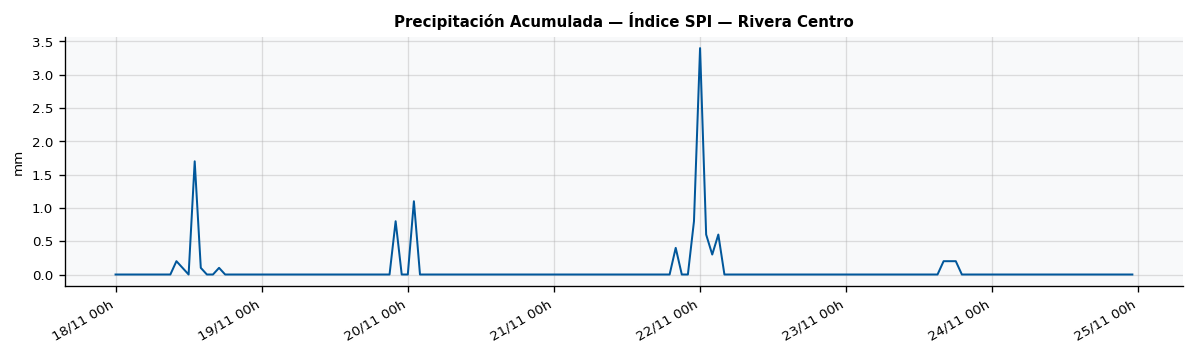 Precipitación Acumulada — Índice SPI — Rivera Centro
mm
3.5
3.0
2.5
2.0
1.5
1.0
0.5
0.0
18/11 00h
19/11 00h
20/11 00h
21/11 00h
22/11 00h
23/11 00h
24/11 00h
25/11 00h